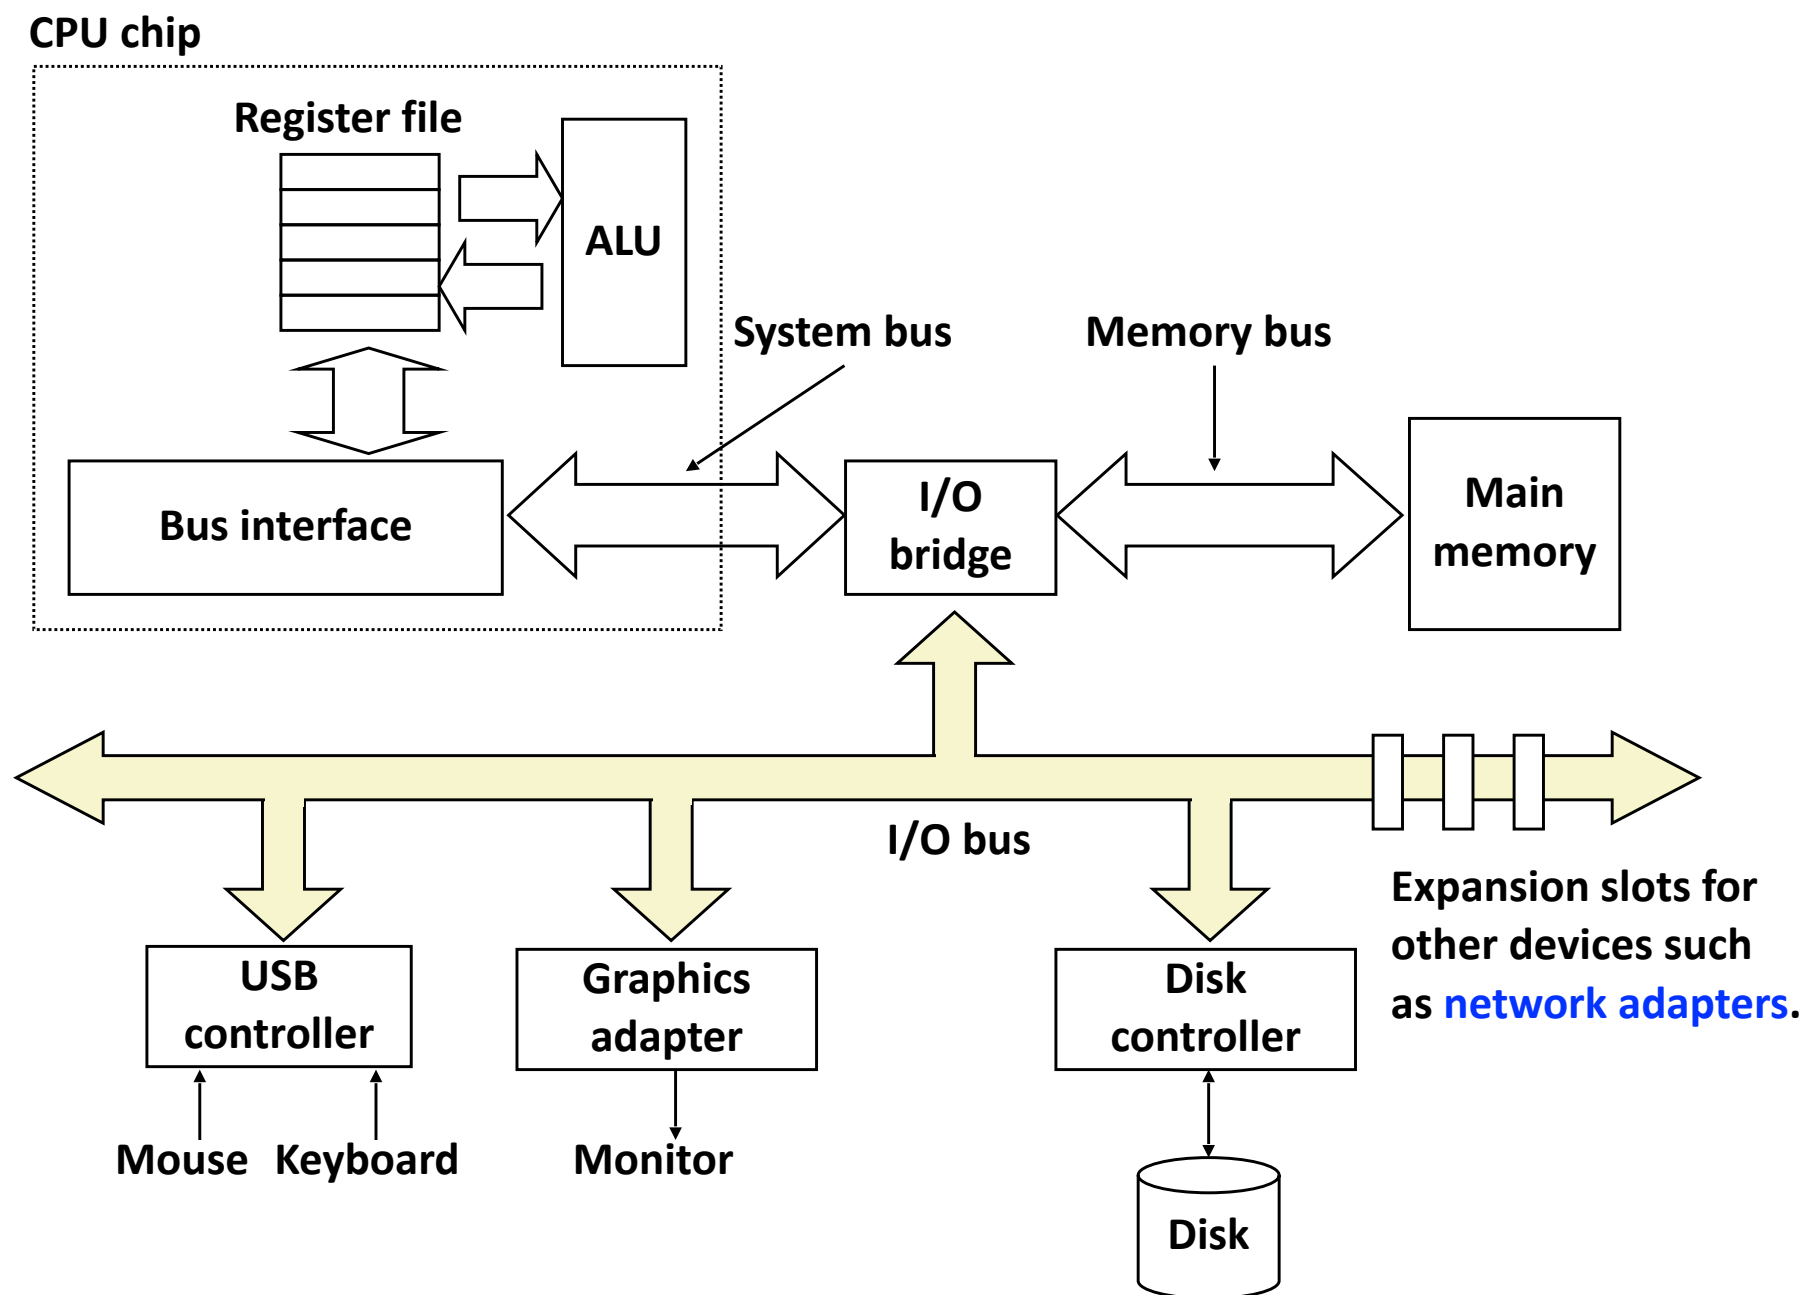 CPU chip
Register file
ALU
System bus
Memory bus
Bus interface
I/O
bridge
Main
memory
I/O bus
Expansion slots for
other devices such
as network adapters.
USB
controller
Graphics
adapter
Disk
controller
Mouse
Keyboard
Monitor
Disk